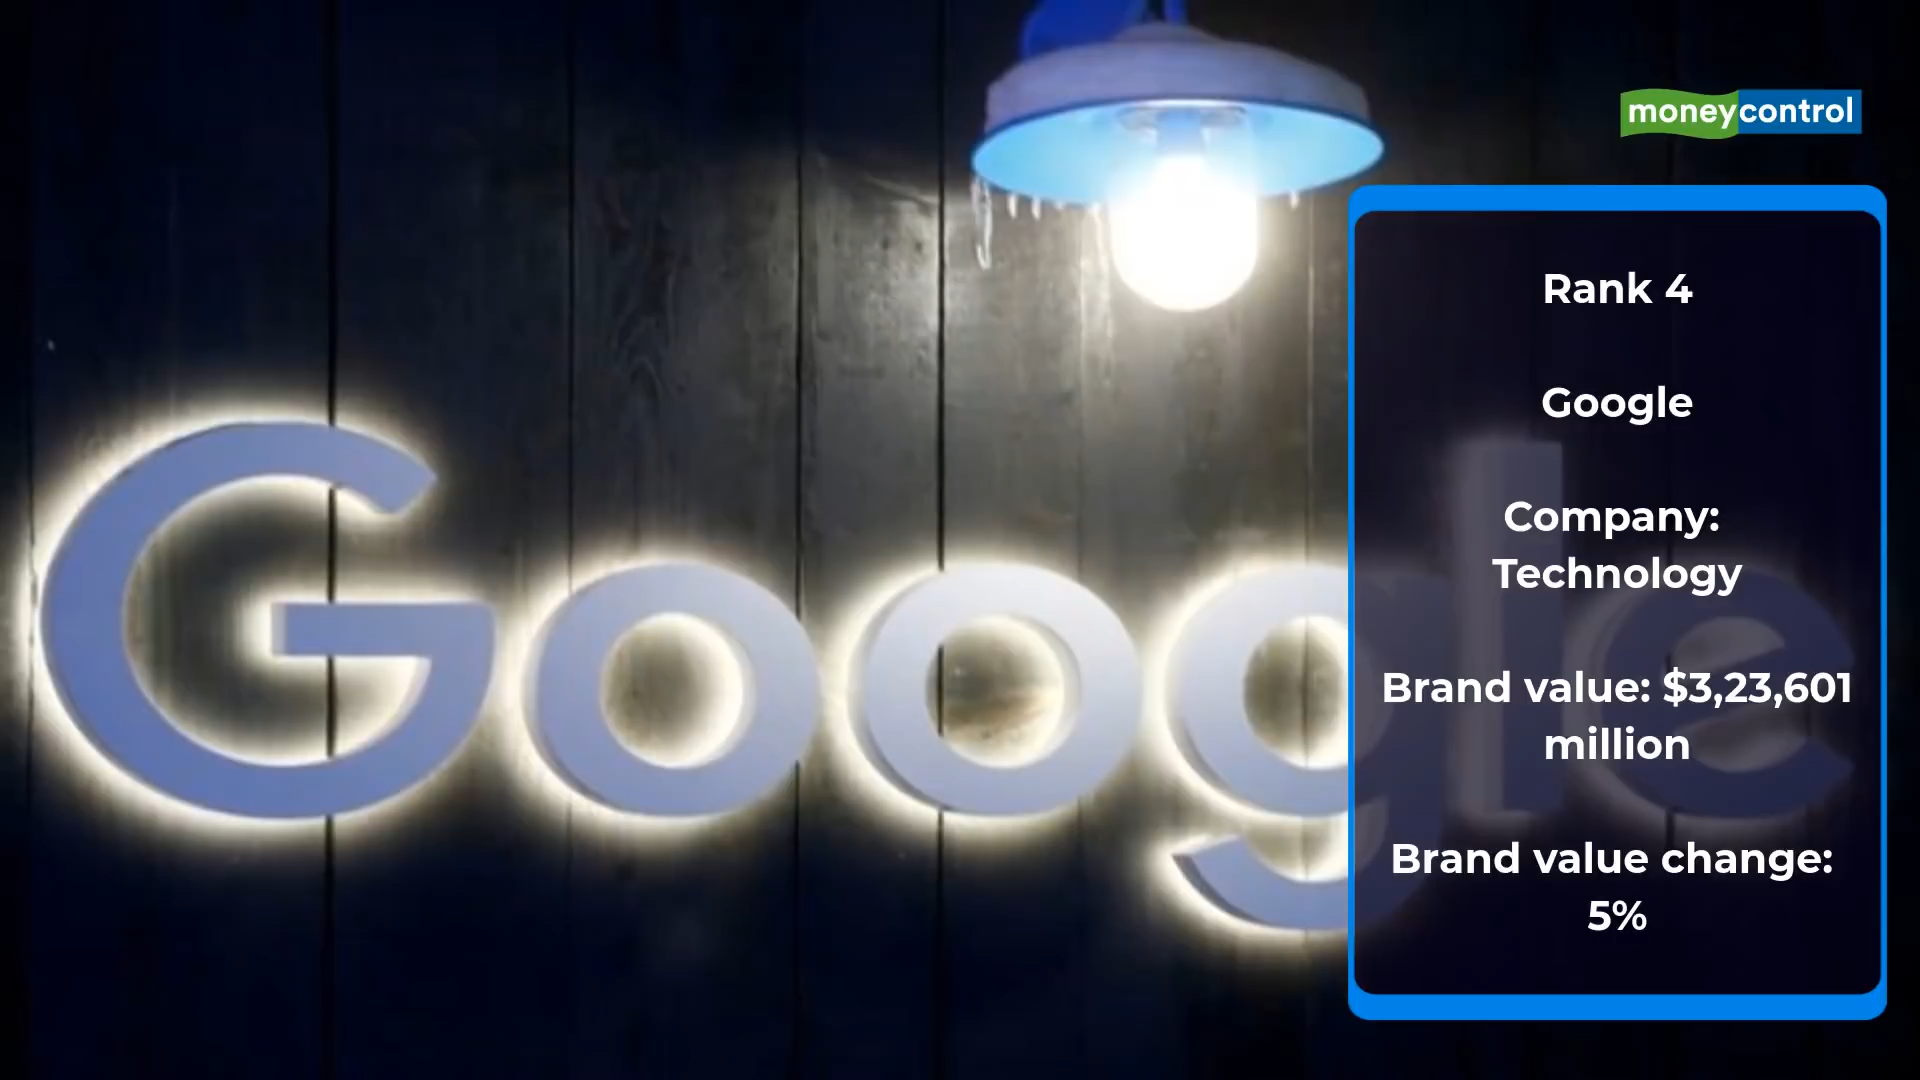 moneycontrol
Rank 4
Google
Company:
Technology
Brand value: $3,23,601
million
Brand value change:
5%
Google